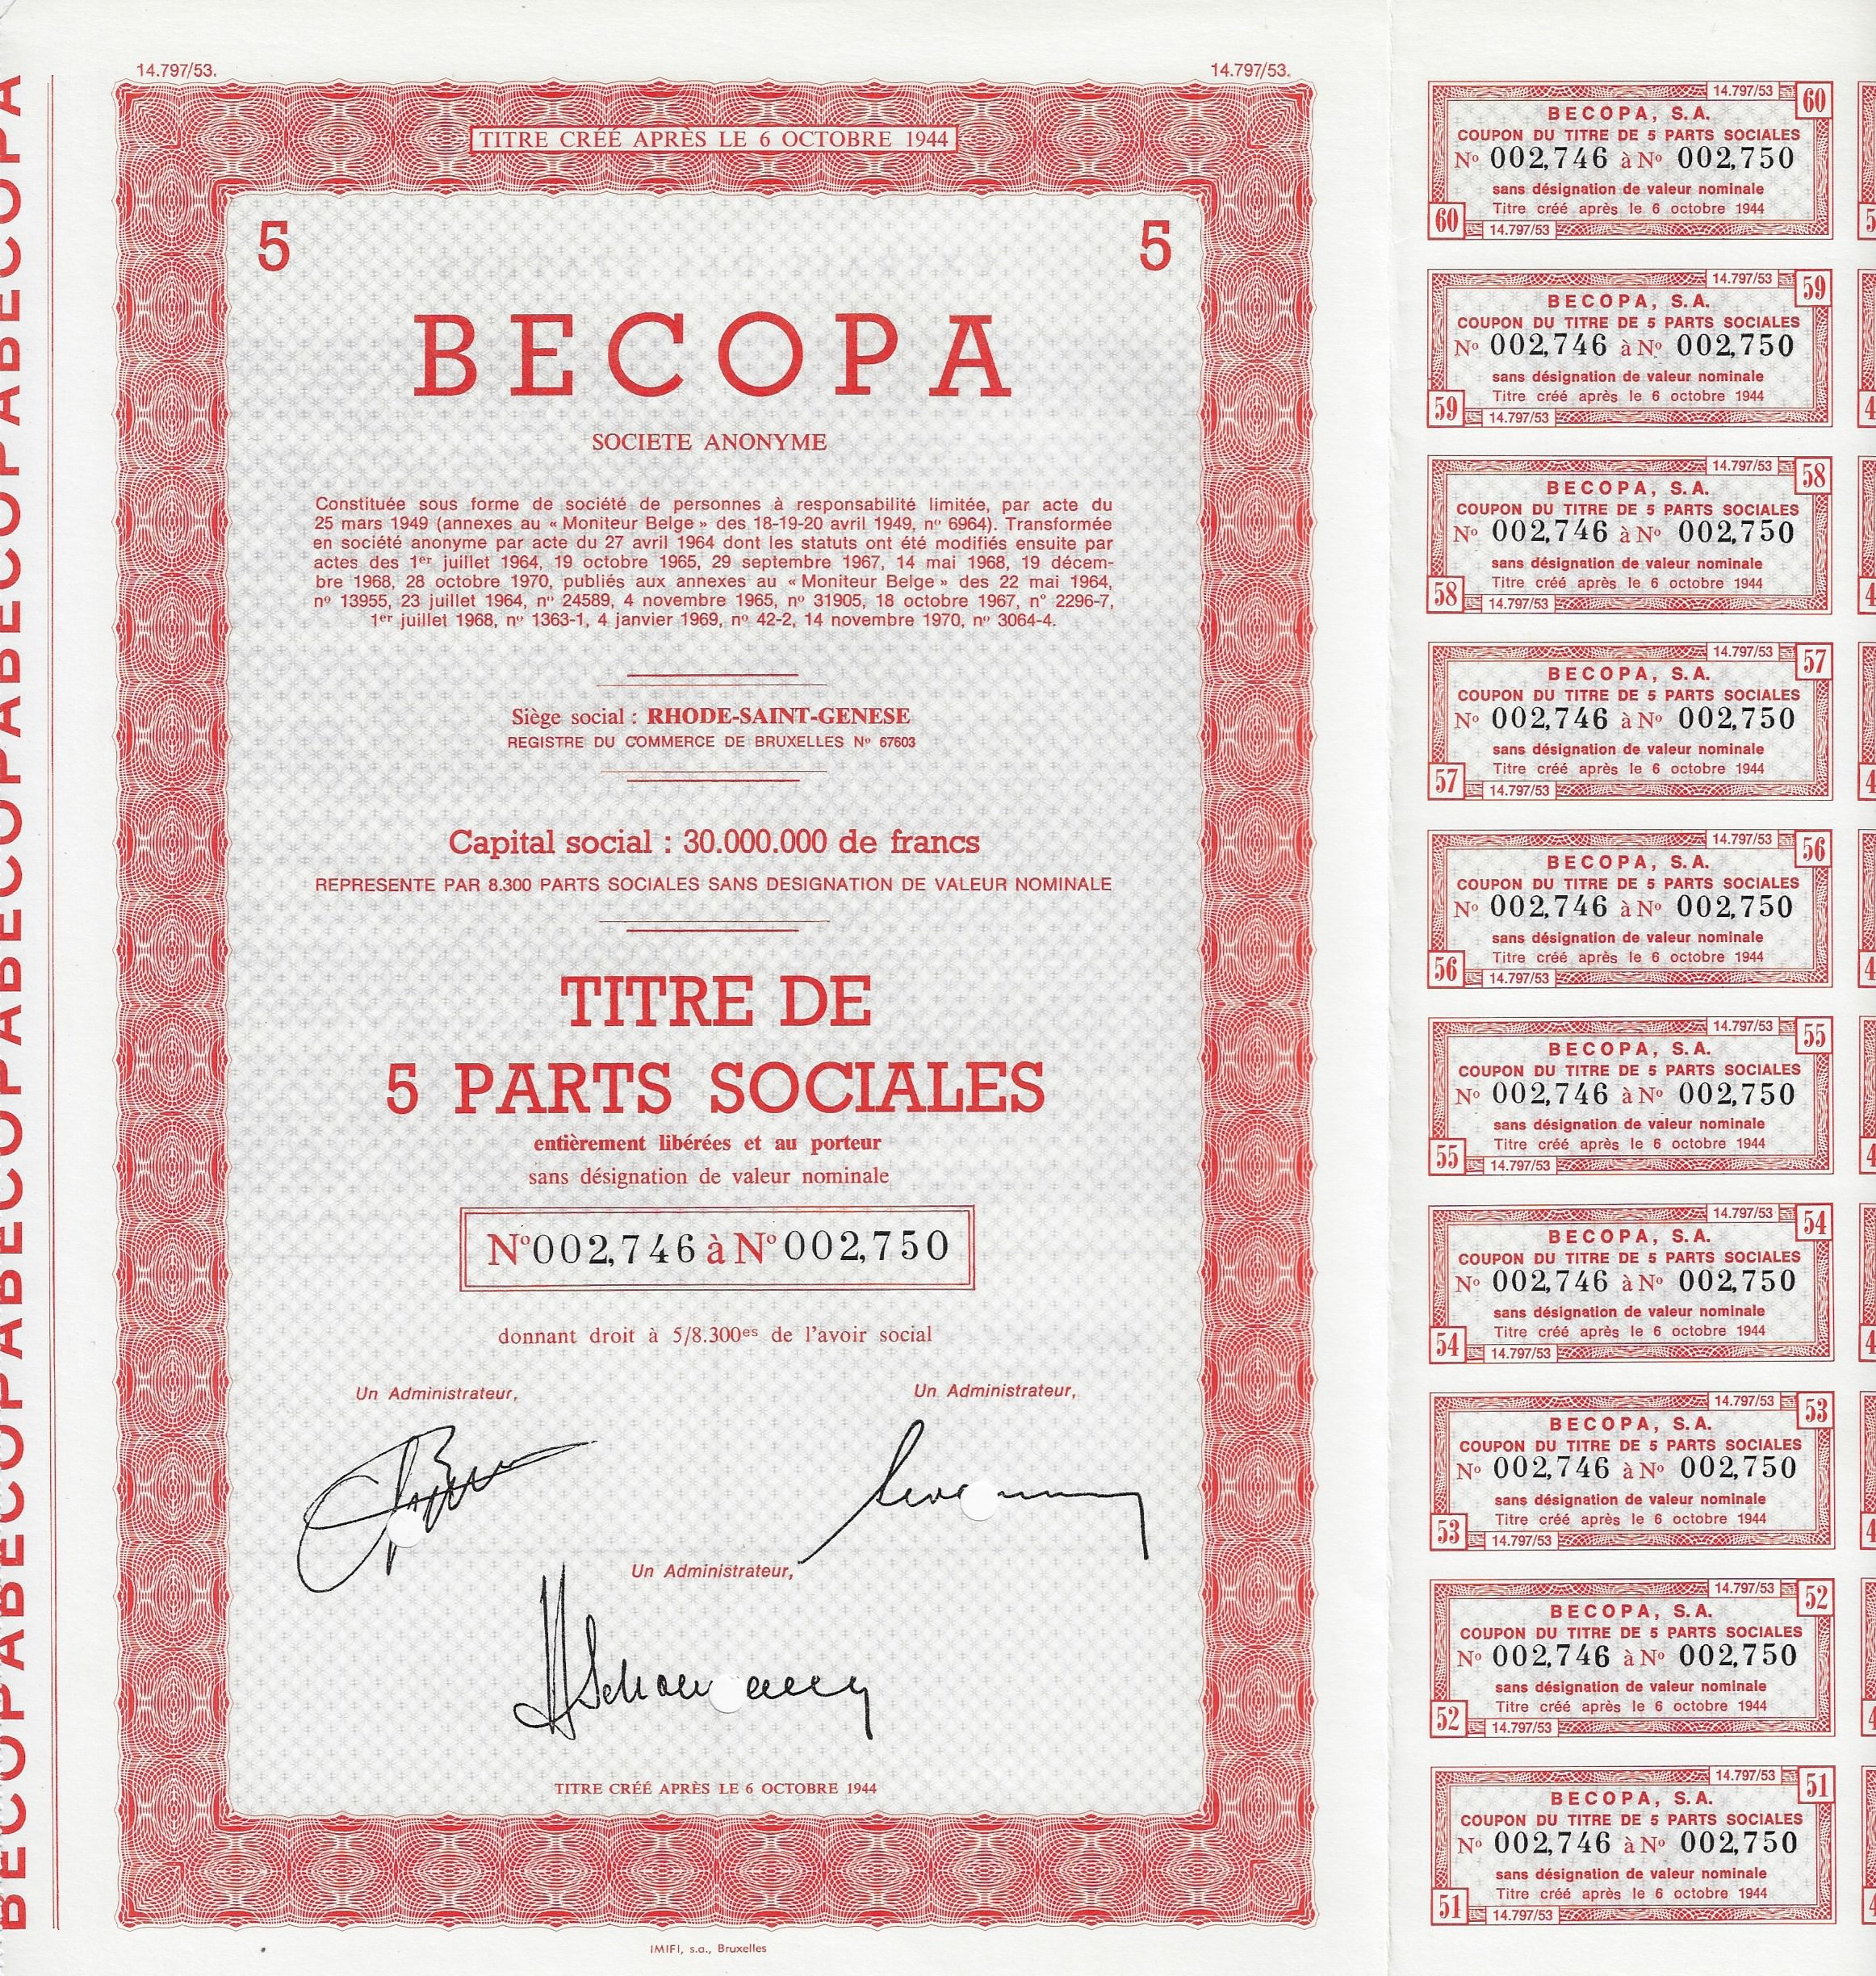 BECOPABECOPABECOPABECOPABECOPABECOPA
14.797/53.
14.797/53.
TITRE CRÉÉ APRÈS LE 6 OCTOBRE 1944
5
5
BECOPA
SOCIETE ANONYME
Constituée sous forme de société de personnes à responsabilité limitée, par acte du
25 mars 1949 (annexes au « Moniteur Belge » des 18-19-20 avril 1949, nº 6964). Transformée
en société anonyme par acte du 27 avril 1964 dont les statuts ont été modifiés ensuite par
actes des 1er juillet 1964, 19 octobre 1965, 29 septembre 1967, 14 mai 1968, 19 décem-
bre 1968, 28 octobre 1970, publiés aux annexes au « Moniteur Belge » des 22 mai 1964,
nº 13955, 23 juillet 1964, nº 24589, 4 novembre 1965, nº 31905, 18 octobre 1967, n° 2296-7,
1er juillet 1968, nº 1363-1, 4 janvier 1969, nº 42-2, 14 novembre 1970, nº 3064-4.
Siège social : RHODE-SAINT-GENESE
REGISTRE DU COMMERCE DE BRUXELLES Nº 67603
Capital social : 30.000.000 de francs
REPRESENTE PAR 8.300 PARTS SOCIALES SANS DESIGNATION DE VALEUR NOMINALE
TITRE DE
5 PARTS SOCIALES
entièrement libérées et au porteur
sans désignation de valeur nominale
Nº 002,746 à Nº 002,750
donnant droit à 5/8.300es de l'avoir social
Un Administrateur,
Un Administrateur,
Un Administrateur,
TITRE CRÉÉ APRÈS LE 6 OCTOBRE 1944
IMIFI, s.a., Bruxelles
14.797/53 60
BECOPA, S.A.
COUPON DU TITRE DE 5 PARTS SOCIALES
Nº 002,746 à Nº 002,750
sans désignation de valeur nominale
Titre créé après le 6 octobre 1944
60 14.797/53
14.797/53 59
BECOPA, S.A.
COUPON DU TITRE DE 5 PARTS SOCIALES
Nº 002,746 à Nº 002,750
sans désignation de valeur nominale
Titre créé après le 6 octobre 1944
59 14.797/53
14.797/53 58
BECOPA, S.A.
COUPON DU TITRE DE 5 PARTS SOCIALES
Nº 002,746 à Nº 002,750
sans désignation de valeur nominale
Titre créé après le 6 octobre 1944
58 14.797/53
14.797/53 57
BECOPA, S.A.
COUPON DU TITRE DE 5 PARTS SOCIALES
Nº 002,746 à Nº 002,750
sans désignation de valeur nominale
Titre créé après le 6 octobre 1944
57 14.797/53
14.797/53 56
BECOPA, S.A.
COUPON DU TITRE DE 5 PARTS SOCIALES
Nº 002,746 à Nº 002,750
sans désignation de valeur nominale
Titre créé après le 6 octobre 1944
56 14.797/53
14.797/53 55
BECOPA, S.A.
COUPON DU TITRE DE 5 PARTS SOCIALES
Nº 002,746 à Nº 002,750
sans désignation de valeur nominale
Titre créé après le 6 octobre 1944
55 14.797/53
14.797/53 54
BECOPA, S.A.
COUPON DU TITRE DE 5 PARTS SOCIALES
Nº 002,746 à Nº 002,750
sans désignation de valeur nominale
Titre créé après le 6 octobre 1944
54 14.797/53
14.797/53 53
BECOPA, S.A.
COUPON DU TITRE DE 5 PARTS SOCIALES
Nº 002,746 à Nº 002,750
sans désignation de valeur nominale
Titre créé après le 6 octobre 1944
53 14.797/53
14.797/53 52
BECOPA, S.A.
COUPON DU TITRE DE 5 PARTS SOCIALES
Nº 002,746 à Nº 002,750
sans désignation de valeur nominale
Titre créé après le 6 octobre 1944
52 14.797/53
14.797/53 51
BECOPA, S.A.
COUPON DU TITRE DE 5 PARTS SOCIALES
Nº 002,746 à Nº 002,750
sans désignation de valeur nominale
Titre créé après le 6 octobre 1944
51 14.797/53